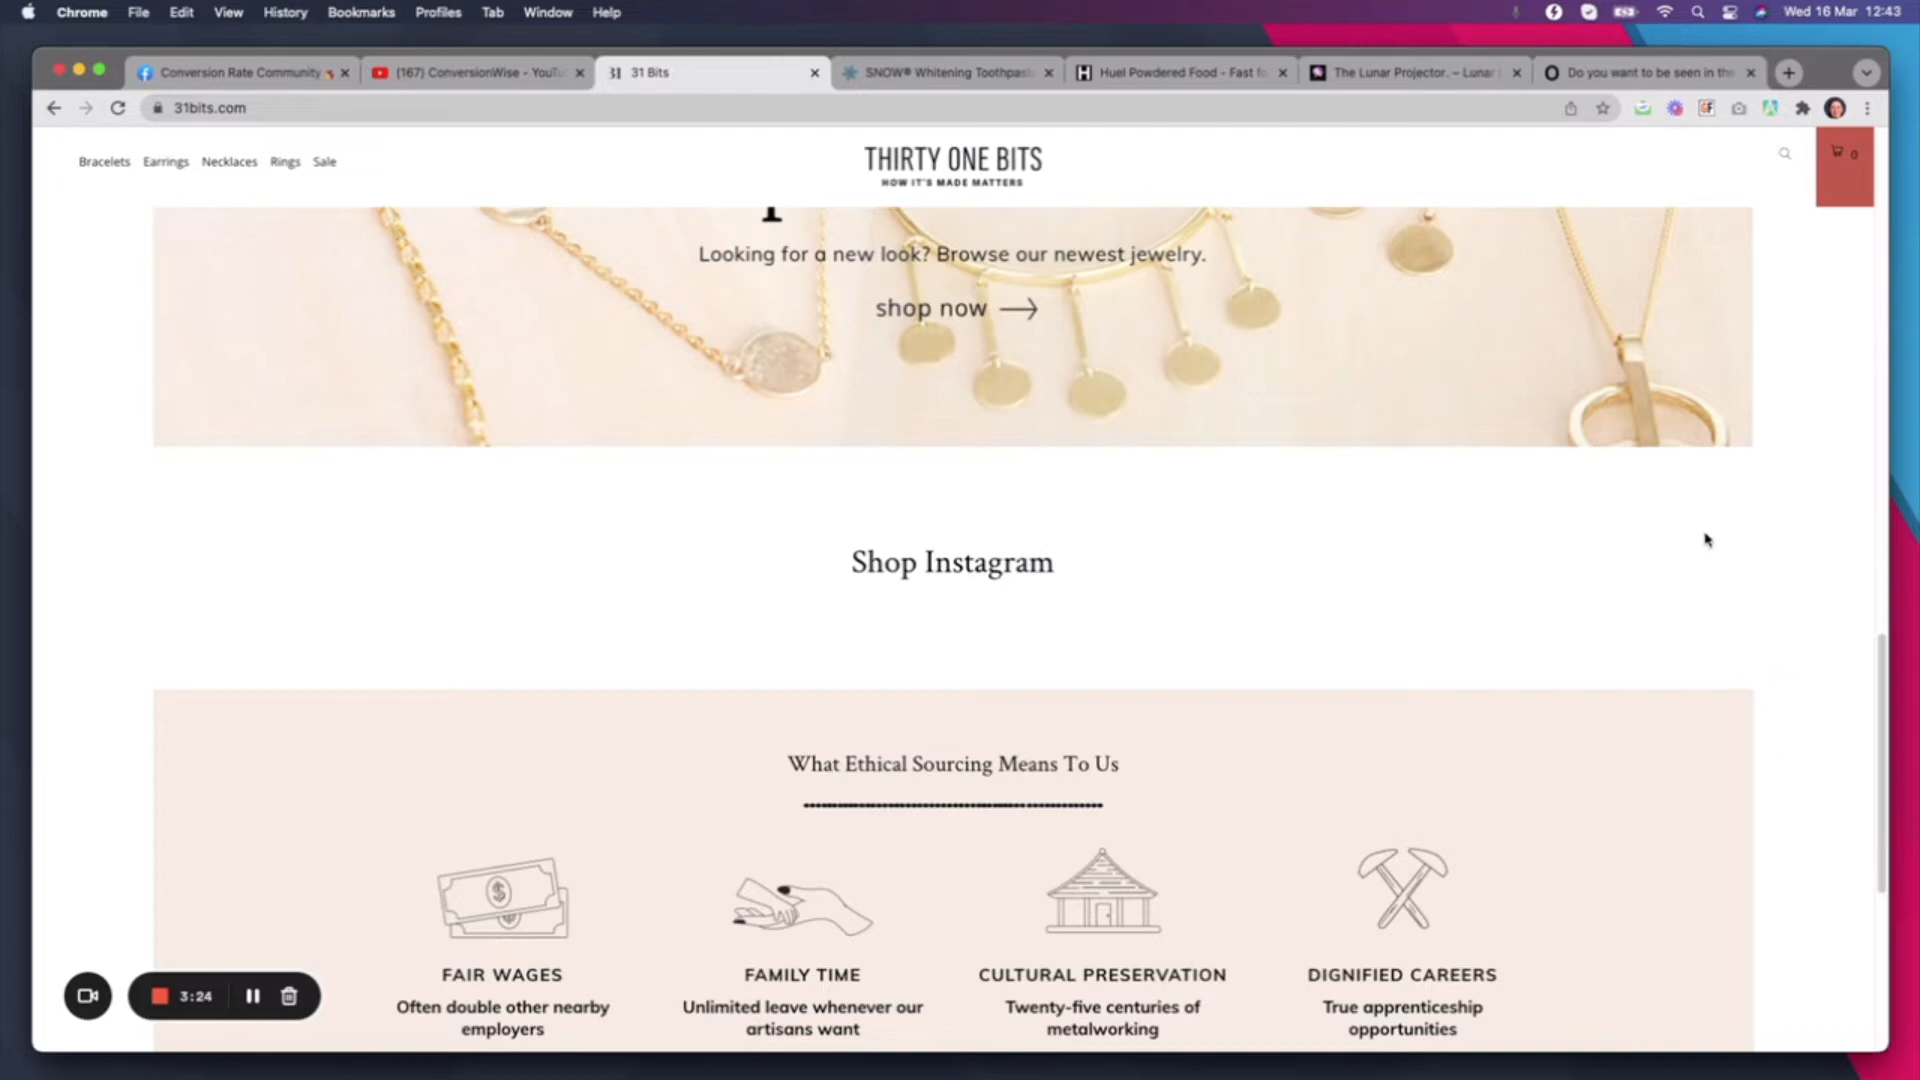 Chrome File Edit View History Bookmarks Profiles Tab Window Help
Wed 16 Mar 12:43
Conversion Rate Community
(167) ConversionWise - YouTu
31 Bits
SNOW® Whitening Toothpast
Huel Powdered Food - Fast fo
The Lunar Projector. – Lunar
Do you want to be seen in the
31bits.com
GF
Bracelets Earrings Necklaces Rings Sale
THIRTY ONE BITS
HOW IT'S MADE MATTERS
0
Looking for a new look? Browse our newest jewelry.
shop now
Shop Instagram
What Ethical Sourcing Means To Us
FAIR WAGES
Often double other nearby
employers
FAMILY TIME
Unlimited leave whenever our
artisans want
CULTURAL PRESERVATION
Twenty-five centuries of
metalworking
DIGNIFIED CAREERS
True apprenticeship
opportunities
3:24